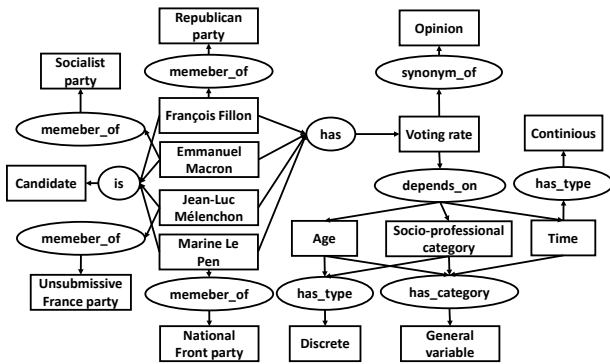 Republican
party
Opinion
Socialist
party
memeber_of
synonym_of
memeber_of
François Fillon
has
Voting rate
Continious
Emmanuel
Macron
Candidate
is
depends_on
has_type
Jean-Luc
Mélenchon
memeber_of
Marine Le
Pen
Age
Socio-professional
category
Time
Unsubmissive
France party
memeber_of
has_type
has_category
National
Front party
Discrete
General
variable